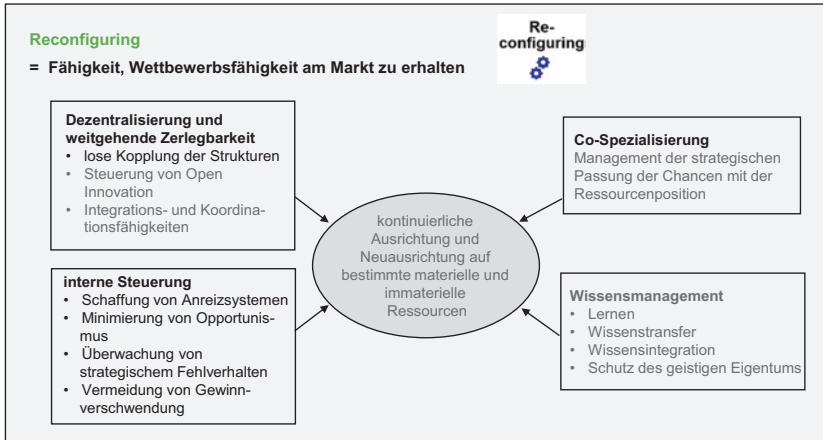 Reconfiguring
= Fähigkeit, Wettbewerbsfähigkeit am Markt zu erhalten
Re-
configuring
Dezentralisierung und
weitgehende Zerlegbarkeit
• lose Kopplung der Strukturen
• Steuerung von Open
Innovation
• Integrations- und Koordina-
tionsfähigkeiten
Co-Spezialisierung
Management der strategischen
Passung der Chancen mit der
Ressourcenposition
kontinuierliche
Ausrichtung und
Neuausrichtung auf
bestimmte materielle und
immaterielle
Ressourcen
interne Steuerung
• Schaffung von Anreizsystemen
• Minimierung von Opportunis-
mus
• Überwachung von
strategischem Fehlverhalten
• Vermeidung von Gewinn-
verschwendung
Wissensmanagement
• Lernen
• Wissenstransfer
• Wissensintegration
• Schutz des geistigen Eigentums